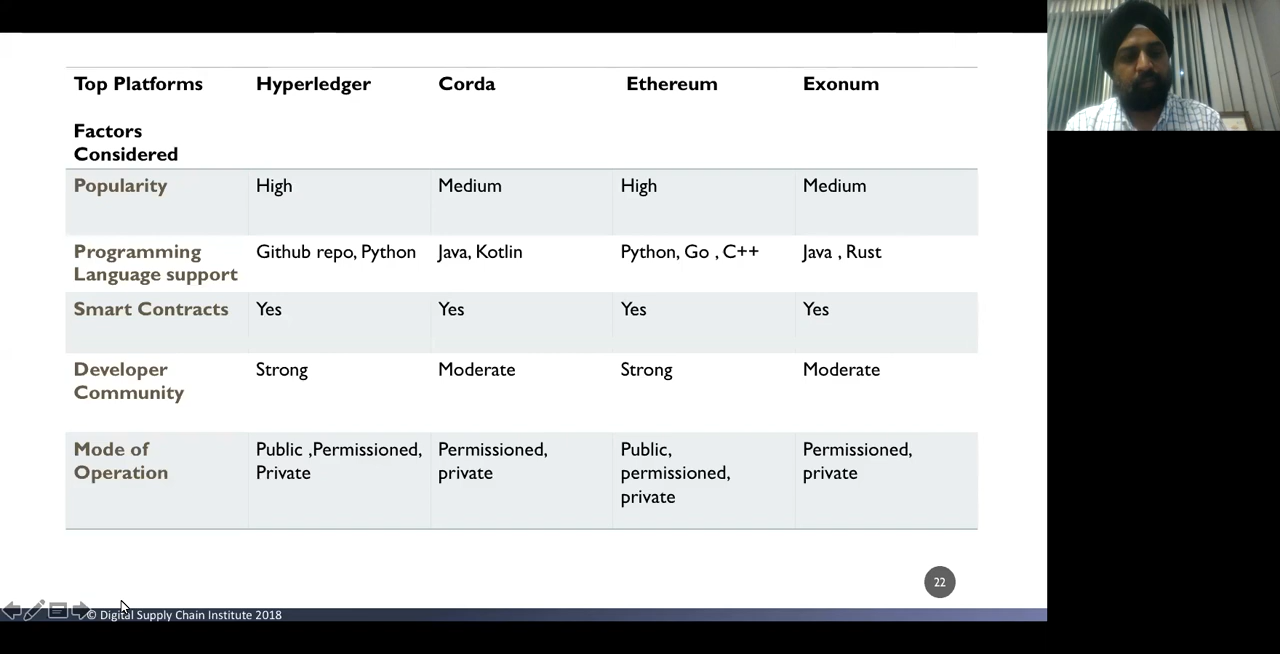 Top Platforms Hyperledger Corda Ethereum Exonum
Factors
Considered
Popularity High Medium High Medium
Programming Github repo, Python Java, Kotlin Python, Go , C++ Java , Rust
Language support
Smart Contracts Yes Yes Yes Yes
Developer Strong Moderate Strong Moderate
Community
Mode of Public ,Permissioned, Permissioned, Public, Permissioned,
Operation Private private permissioned, private
private
22
© Digital Supply Chain Institute 2018